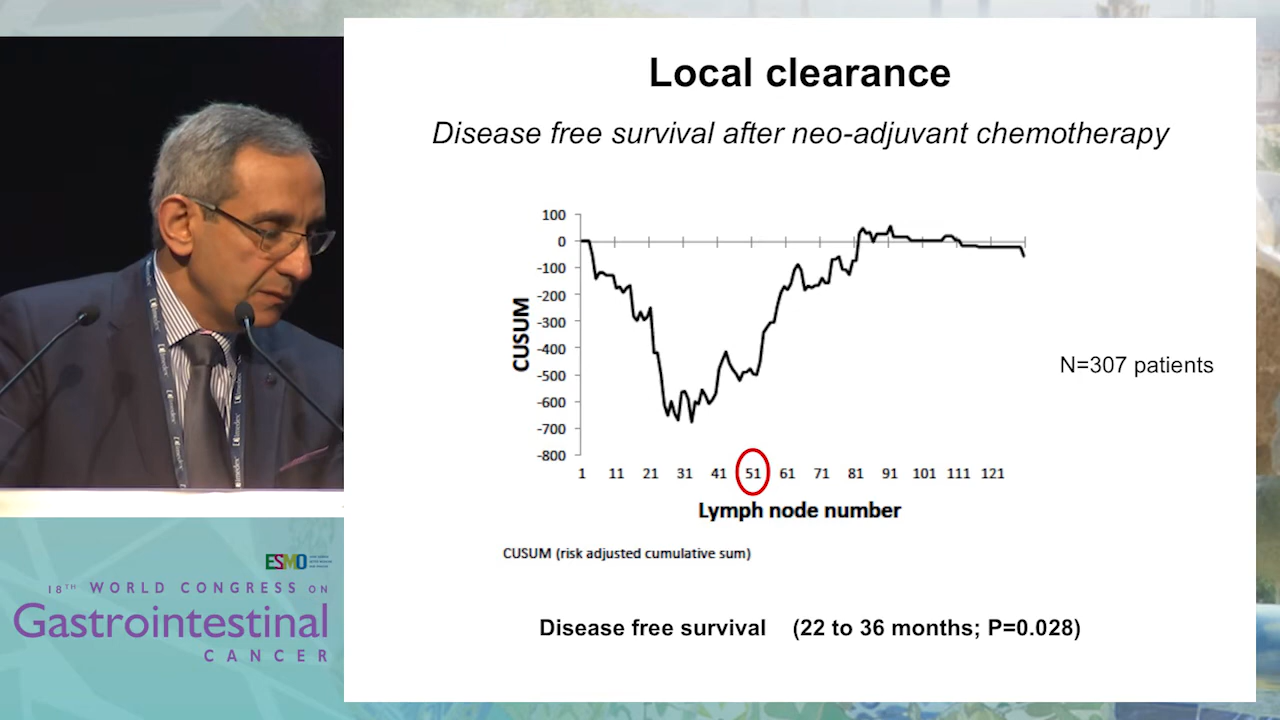 Local clearance
Disease free survival after neo-adjuvant chemotherapy
100
0
-100
-200
-300
-400
-500
-600
-700
-800
CUSUM
1 11 21 31 41 51 61 71 81 91 101 111 121
Lymph node number
CUSUM (risk adjusted cumulative sum)
N=307 patients
Disease free survival (22 to 36 months; P=0.028)
ESMO
18TH WORLD CONGRESS ON
Gastrointestinal
CANCER